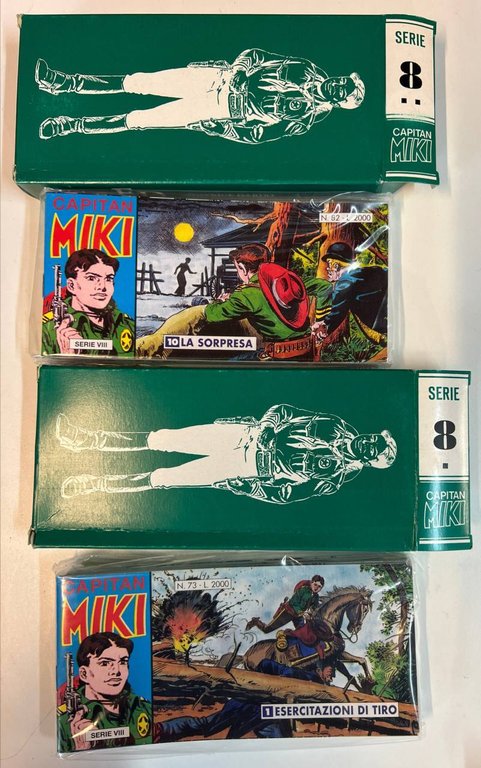 SERIE
8
CAPITAN
MIKI
CAPITAN
MIKI
N. 82 - L. 2000
SERIE VIII
10 LA SORPRESA
SERIE
8
CAPITAN
MIKI
CAPITAN
MIKI
N. 73 - L. 2000
SERIE VIII
1 ESERCITAZIONI DI TIRO